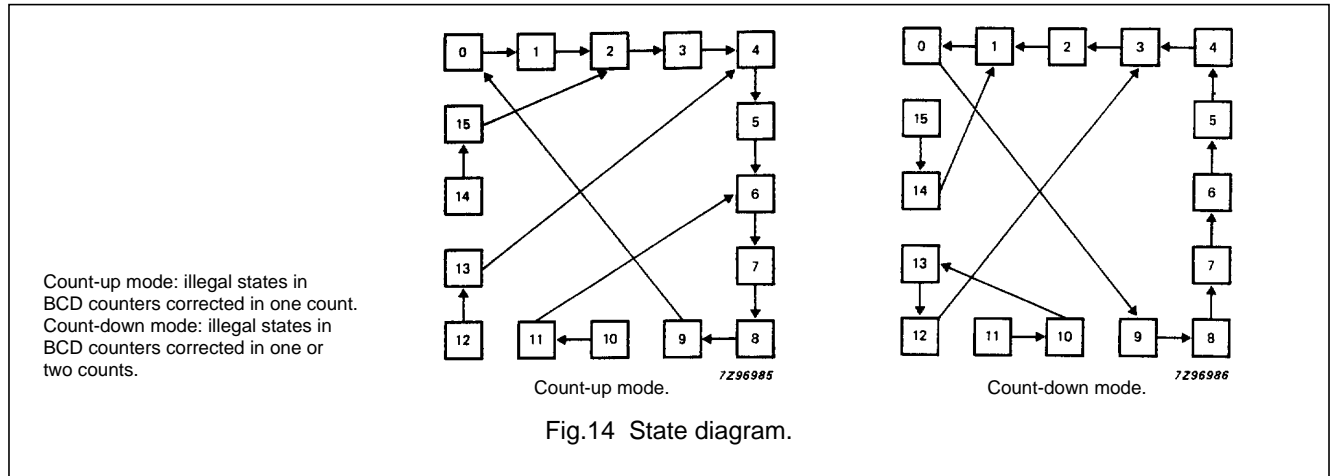 0 1 2 3 4
15 5
14 6
13 7
12 11 10 9 8
7Z96985
Count-up mode.
0 1 2 3 4
15 5
14 6
13 7
12 11 10 9 8
7Z96986
Count-down mode.
Count-up mode: illegal states in
BCD counters corrected in one count.
Count-down mode: illegal states in
BCD counters corrected in one or
two counts.
Fig.14 State diagram.